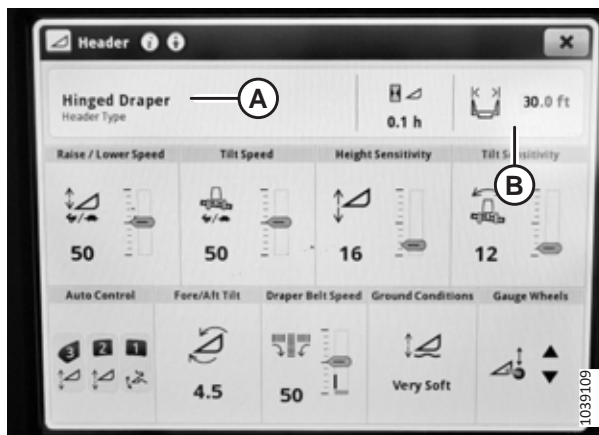 Header
Hinged Draper
Header Type
A
0.1 h
30.0 ft
B
Raise / Lower Speed
Tilt Speed
Height Sensitivity
Tilt Sensitivity
50
50
16
12
Auto Control
Fore/Aft Tilt
Draper Belt Speed
Ground Conditions
Gauge Wheels
3 2 1
4.5
50
Very Soft
1039109